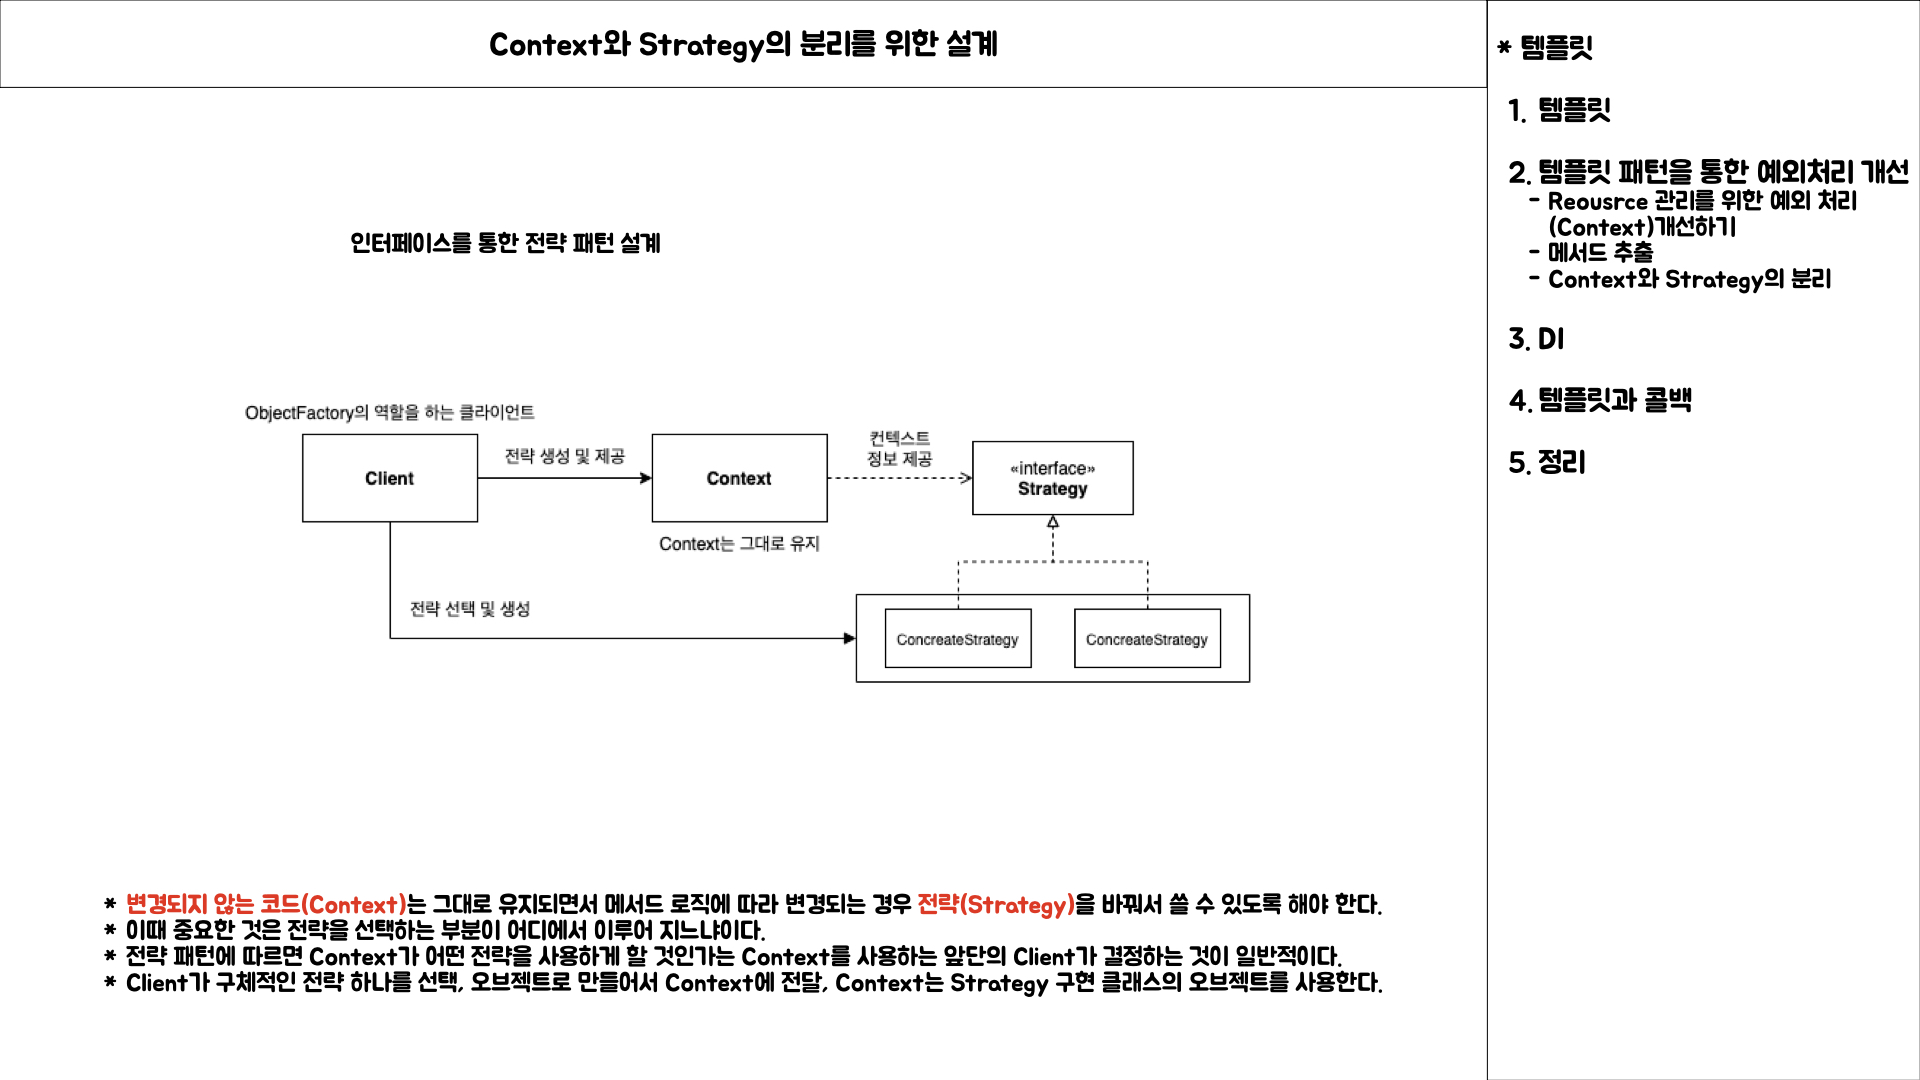 Context와 Strategy의 분리를 위한 설계
인터페이스를 통한 전략 패턴 설계
ObjectFactory의 역할을 하는 클라이언트
Client
전략 생성 및 제공
Context
컨텍스트
정보 제공
«interface»
Strategy
Context는 그대로 유지
전략 선택 및 생성
ConcreateStrategy
ConcreateStrategy
* 변경되지 않는 코드(Context)는 그대로 유지되면서 메서드 로직에 따라 변경되는 경우 전략(Strategy)을 바꿔서 쓸 수 있도록 해야 한다.
* 이때 중요한 것은 전략을 선택하는 부분이 어디에서 이루어 지느냐이다.
* 전략 패턴에 따르면 Context가 어떤 전략을 사용하게 할 것인가는 Context를 사용하는 앞단의 Client가 결정하는 것이 일반적이다.
* Client가 구체적인 전략 하나를 선택, 오브젝트로 만들어서 Context에 전달, Context는 Strategy 구현 클래스의 오브젝트를 사용한다.
* 템플릿
1. 템플릿
2. 템플릿 패턴을 통한 예외처리 개선
- Reousrce 관리를 위한 예외 처리
(Context)개선하기
- 메서드 추출
- Context와 Strategy의 분리
3. DI
4. 템플릿과 콜백
5. 정리